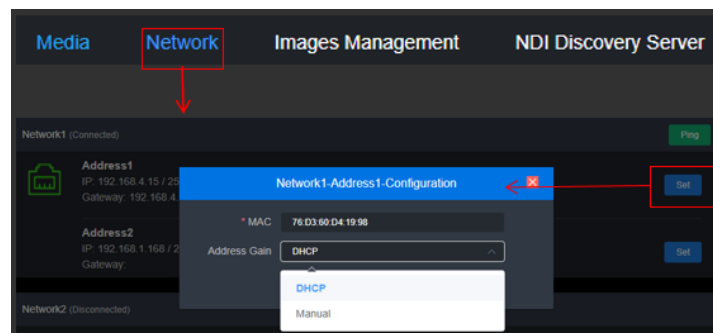 Media Network Images Management NDI Discovery Server
Network1 (Connected) Ping
Address1
IP: 192.168.4.15 / 25
Gateway: 192.168.4.
Set
Network1-Address1-Configuration
* MAC 76:D3:60:D4:19:98
Address Gain DHCP
DHCP
Manual
Address2
IP: 192.168.1.168 / 2
Gateway:
Set
Network2 (Disconnected)